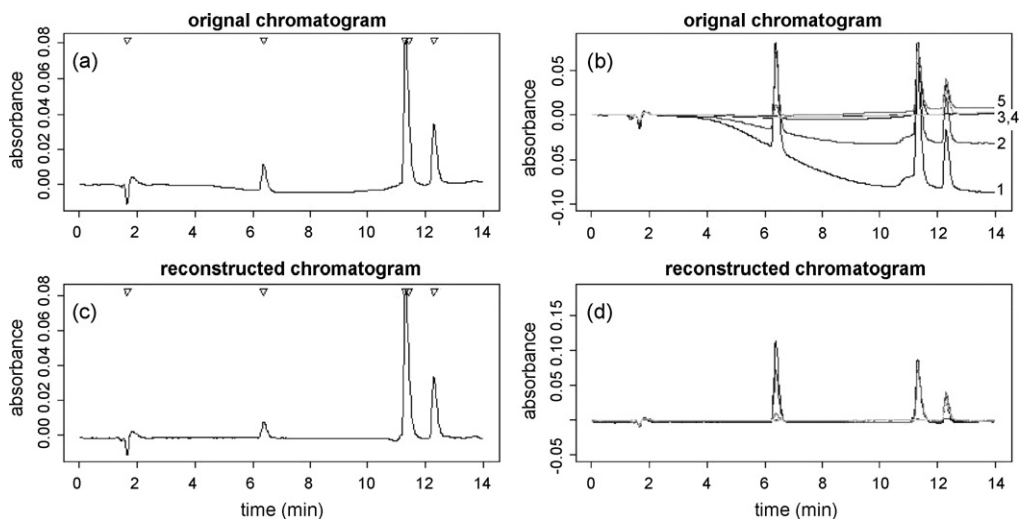 orignal chromatogram
(a)
absorbance
0.00 0.02 0.04 0.06 0.08
0 2 4 6 8 10 12 14
orignal chromatogram
(b)
absorbance
-0.10 0.00 0.05
0.05
5
3,4
2
1
0 2 4 6 8 10 12 14
reconstructed chromatogram
(c)
absorbance
0.00 0.02 0.04 0.06 0.08
0 2 4 6 8 10 12 14
time (min)
reconstructed chromatogram
(d)
absorbance
-0.05 0.05 0.10 0.15
0 2 4 6 8 10 12 14
time (min)